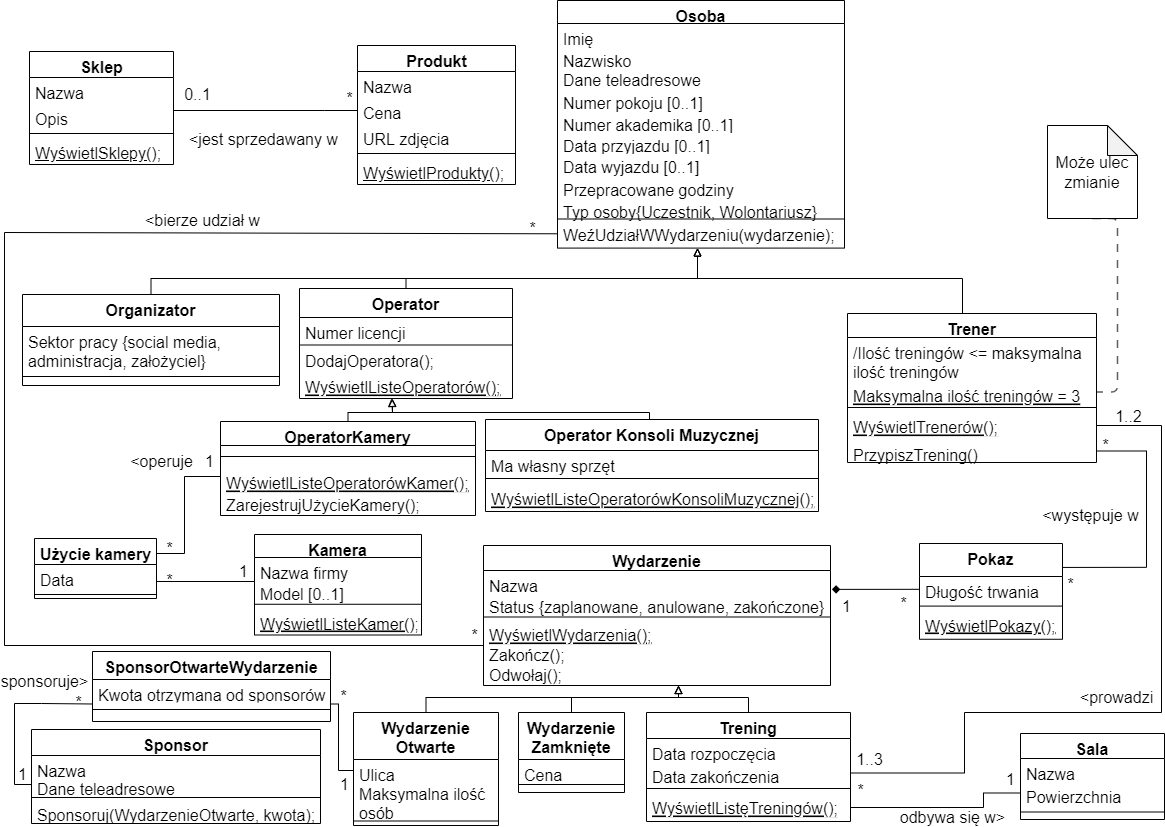 Osoba
Imię
Nazwisko
Dane teleadresowe
Numer pokoju [0..1]
Numer akademika [0..1]
Data przyjazdu [0..1]
Data wyjazdu [0..1]
Przepracowane godziny
Typ osoby{Uczestnik, Wolontariusz}
WeźUdziałWWydarzeniu(wydarzenie);
Sklep
Nazwa
Opis
WyświetlSklepy();
0..1
*
<jest sprzedawany w
Produkt
Nazwa
Cena
URL zdjęcia
WyświetlProdukty();
Może ulec
zmianie
<bierze udział w
*
Organizator
Sektor pracy {social media,
administracja, założyciel}
Operator
Numer licencji
DodajOperatora();
WyświetlListeOperatorów();
Trener
/Ilość treningów <= maksymalna
ilość treningów
Maksymalna ilość treningów = 3
WyświetlTrenerów();
PrzypiszTrening()
1..2
*
OperatorKamery
WyświetlListeOperatorówKamer();
ZarejestrujUżycieKamery();
Operator Konsoli Muzycznej
Ma własny sprzęt
WyświetlListeOperatorówKonsoliMuzycznej();
<operuje
1
*
Użycie kamery
Data
*
1
Kamera
Nazwa firmy
Model [0..1]
WyświetlListeKamer();
*
Wydarzenie
Nazwa
Status {zaplanowane, anulowane, zakończone}
WyświetlWydarzenia();
Zakończ();
Odwołaj();
1
*
<występuje w
Pokaz
Długość trwania
WyświetlPokazy();
*
sponsoruje>
*
SponsorOtwarteWydarzenie
Kwota otrzymana od sponsorów
*
1
Sponsor
Nazwa
Dane teleadresowe
Sponsoruj(WydarzenieOtwarte, kwota);
1
Wydarzenie
Otwarte
Ulica
Maksymalna ilość
osób
Wydarzenie
Zamknięte
Cena
Trening
Data rozpoczęcia
Data zakończenia
WyświetlListęTreningów();
<prowadzi
1..3
*
1
odbywa się w>
Sala
Nazwa
Powierzchnia